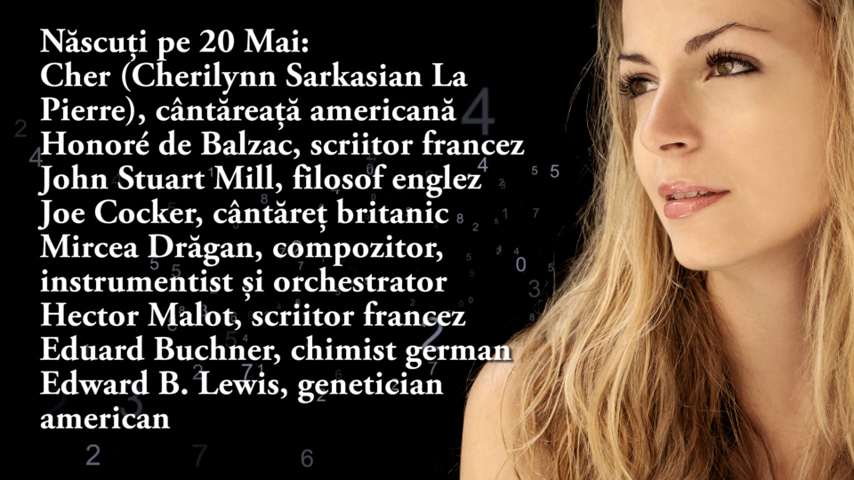 Născuți pe 20 Mai:
Cher (Cherilynn Sarkasian La
Pierre), cântăreață americană
Honoré de Balzac, scriitor francez
John Stuart Mill, filosof englez
Joe Cocker, cântăreț britanic
Mircea Drăgan, compozitor,
instrumentist și orchestrator
Hector Malot, scriitor francez
Eduard Buchner, chimist german
Edward B. Lewis, genetician
american